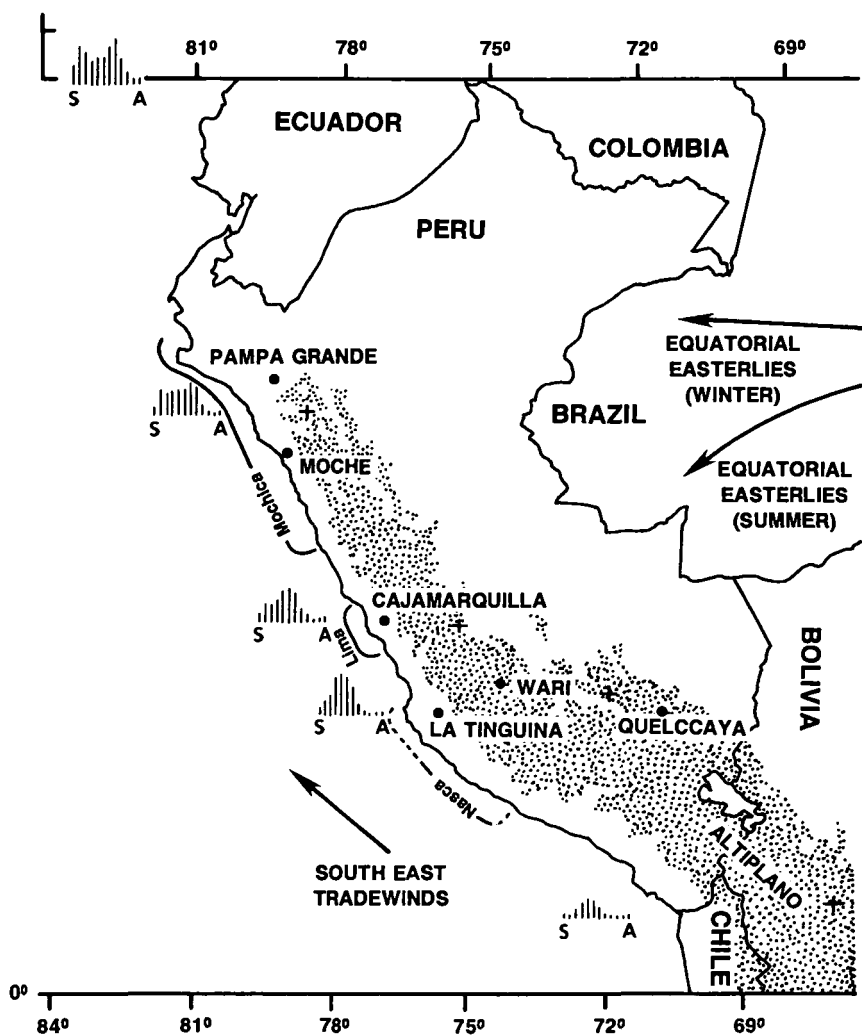 81⁰ 78⁰ 75⁰ 72⁰ 69⁰
S A
ECUADOR
COLOMBIA
PERU
EQUATORIAL
EASTERLIES
(WINTER)
PAMPA GRANDE
BRAZIL
S A
MOCHE
EQUATORIAL
EASTERLIES
(SUMMER)
Mochica
CAJAMARQUILLA
S A
Lima
BOLIVIA
WARI
S A
LA TINGUINA
QUELCCAYA
Nasca
ALTIPLANO
SOUTH EAST
TRADEWINDS
S A
CHILE
0⁰
84⁰ 81⁰ 78⁰ 75⁰ 72⁰ 69⁰